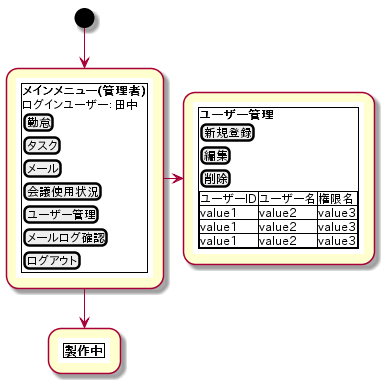 メインメニュー(管理者)
ログインユーザー: 田中
勤怠
タスク
メール
会議使用状況
ユーザー管理
メールログ確認
ログアウト
ユーザー管理
新規登録
編集
削除
ユーザーID ユーザー名 権限名
value1 value2 value3
value1 value2 value3
value1 value2 value3
製作中